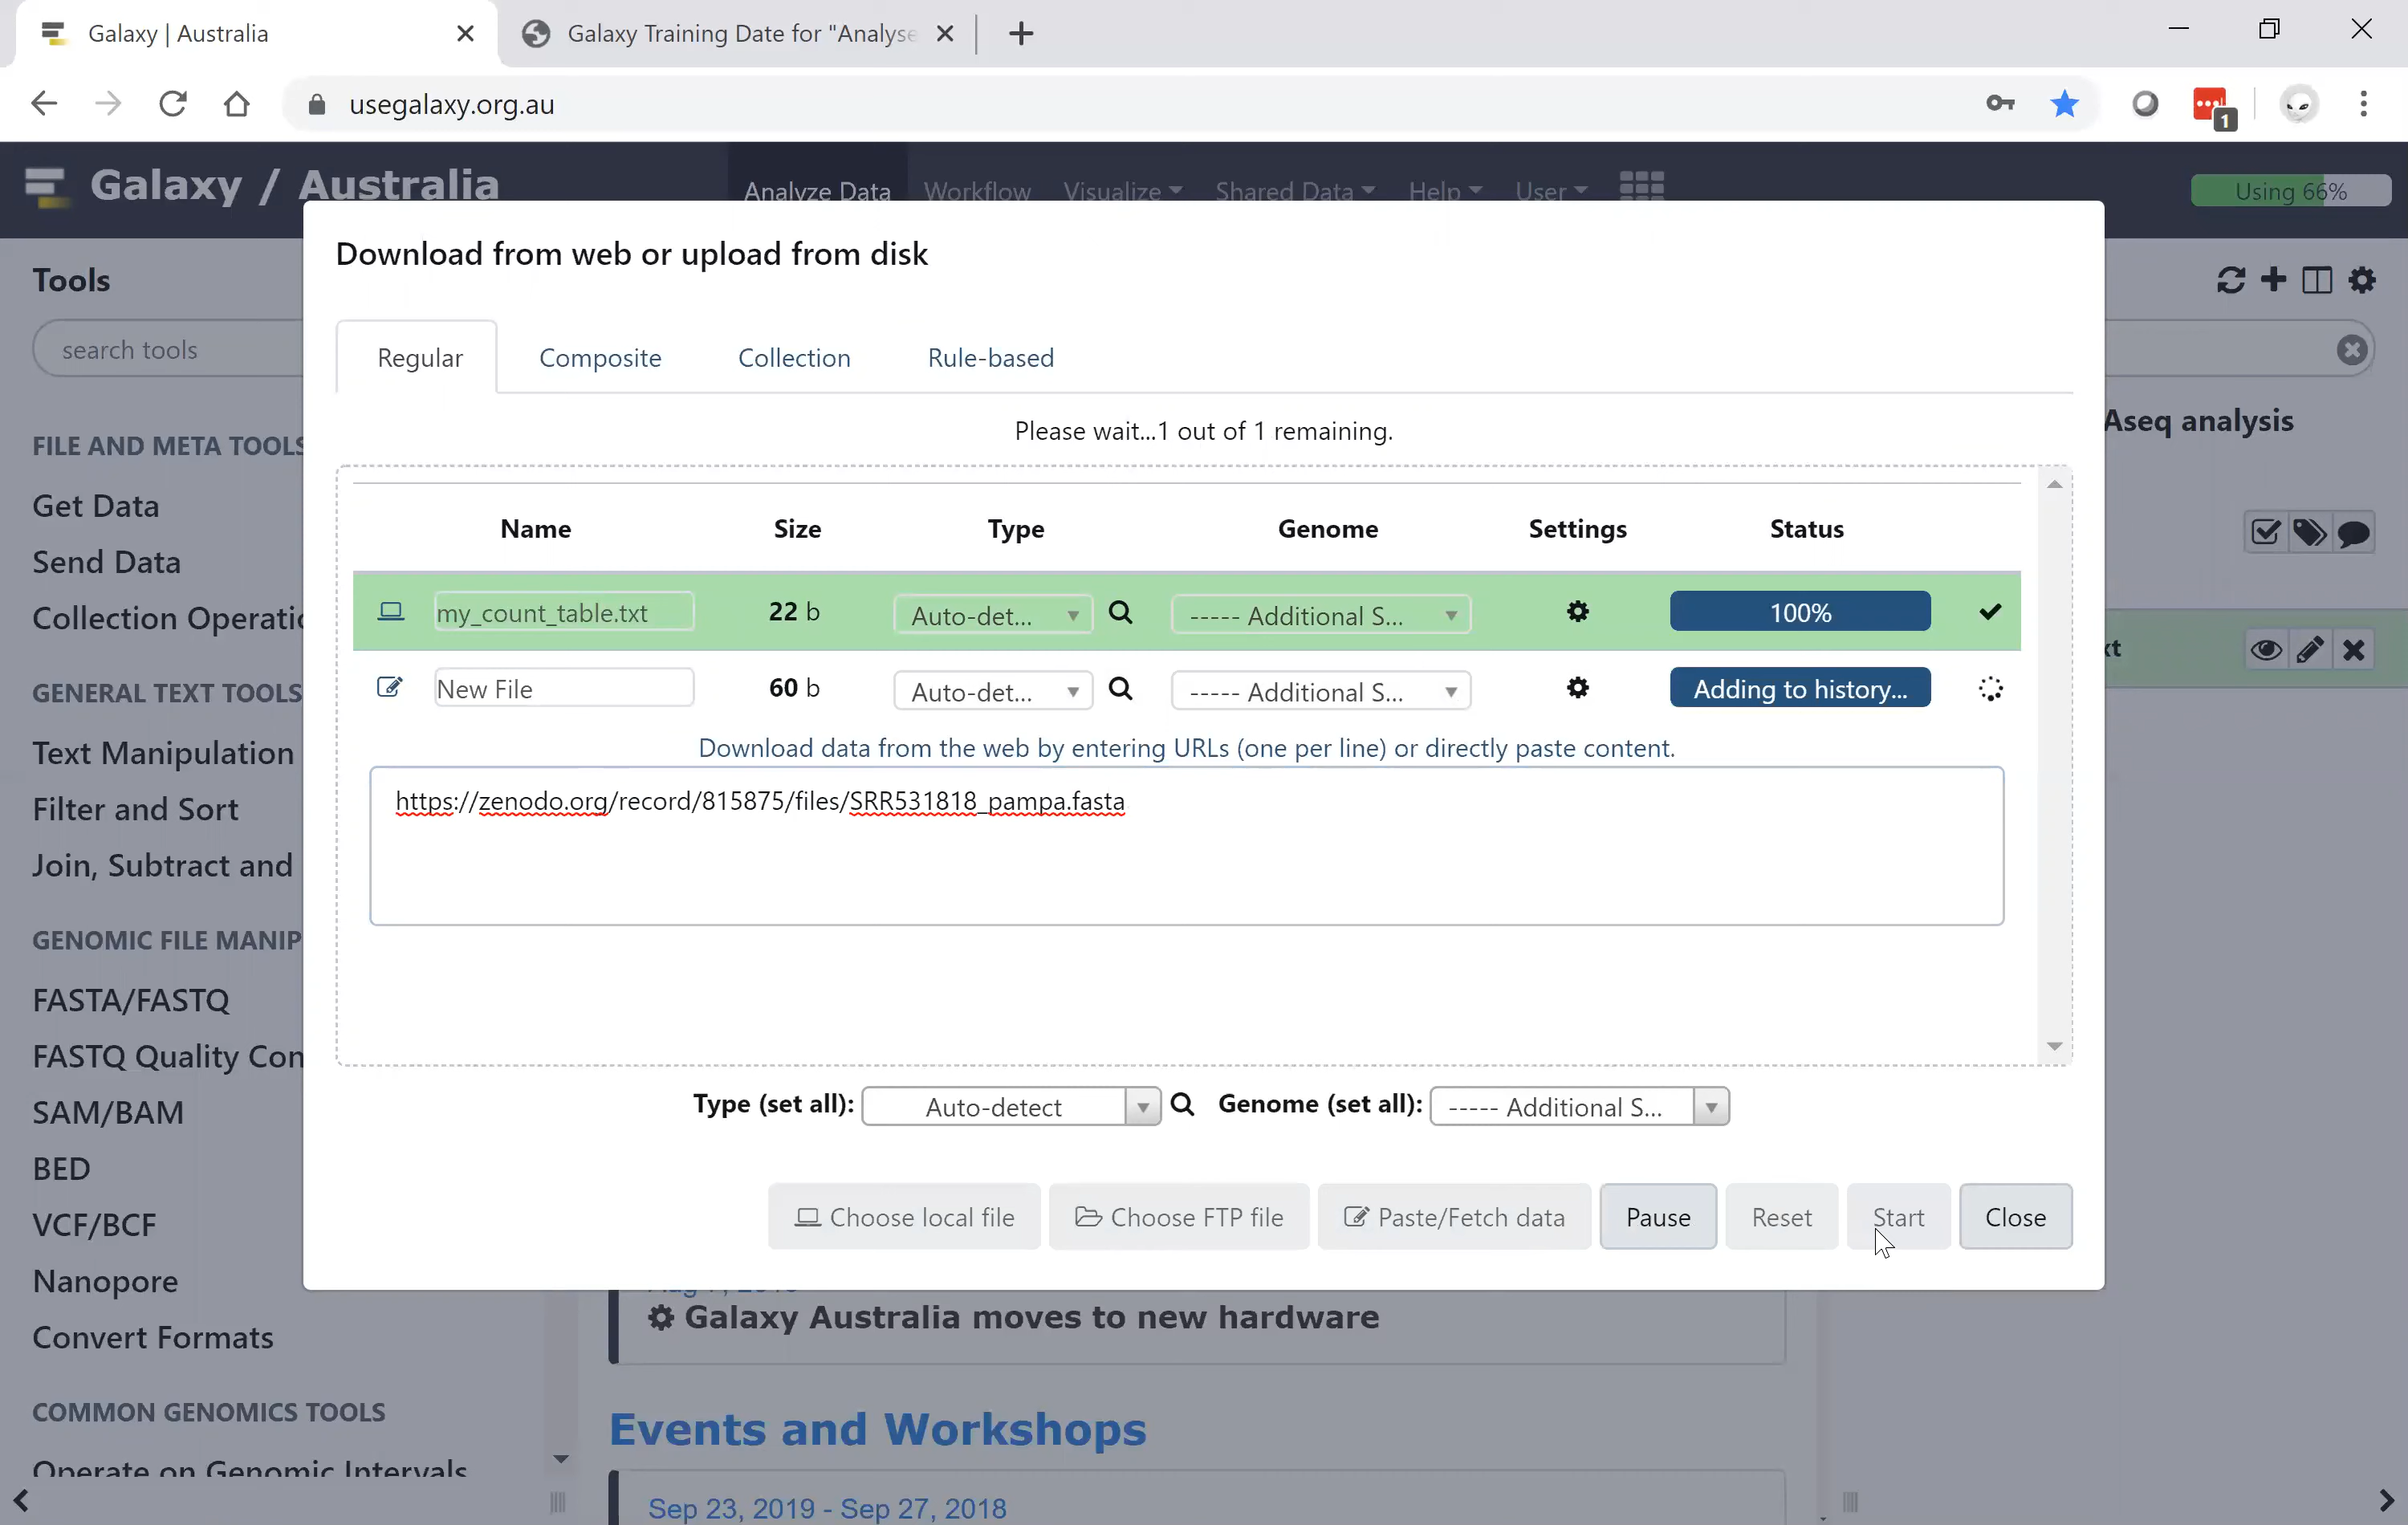 Galaxy | Australia
Galaxy Training Date for "Analyse
usegalaxy.org.au
1
Galaxy / Australia
Analyze Data Workflow Visualize Shared Data Help User
Using 66%
Download from web or upload from disk
Tools
search tools
Regular Composite Collection Rule-based
Please wait...1 out of 1 remaining.
Aseq analysis
FILE AND META TOOLS
Get Data
Send Data
Collection Operatio
Name Size Type Genome Settings Status
my_count_table.txt 22 b Auto-det... ----- Additional S... 100%
New File 60 b Auto-det... ----- Additional S... Adding to history...
xt
Download data from the web by entering URLs (one per line) or directly paste content.
https://zenodo.org/record/815875/files/SRR531818_pampa.fasta
GENERAL TEXT TOOLS
Text Manipulation
Filter and Sort
Join, Subtract and
GENOMIC FILE MANIP
FASTA/FASTQ
FASTQ Quality Con
SAM/BAM
BED
VCF/BCF
Nanopore
Convert Formats
COMMON GENOMICS TOOLS
Operate on Genomic Intervals
Type (set all): Auto-detect Genome (set all): ----- Additional S...
Choose local file Choose FTP file Paste/Fetch data Pause Reset Start Close
Galaxy Australia moves to new hardware
Events and Workshops
Sep 23, 2019 - Sep 27, 2018